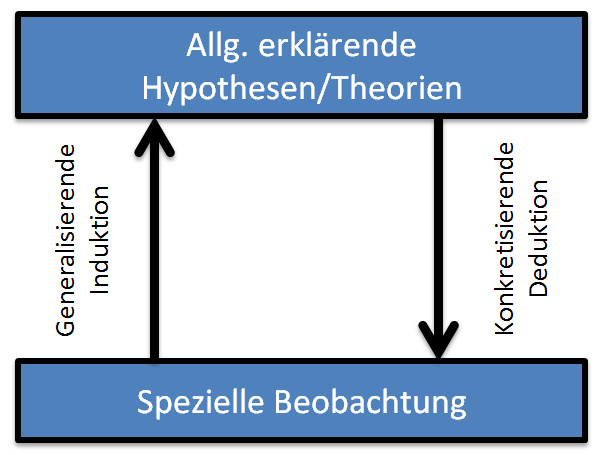 Allg. erklärende
Hypothesen/Theorien
Generalisierende
Induktion
Konkretisierende
Deduktion
Spezielle Beobachtung